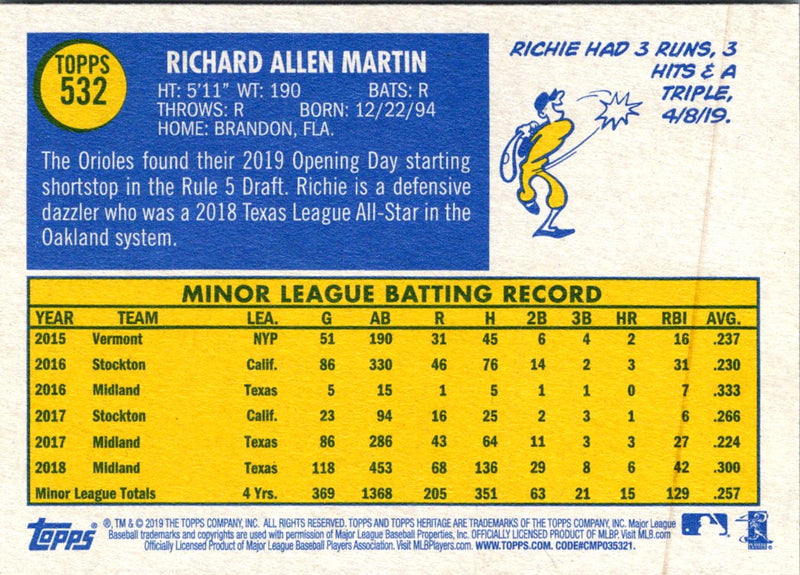 TOPPS
532
RICHARD ALLEN MARTIN
HT: 5'11" WT: 190 BATS: R
THROWS: R BORN: 12/22/94
HOME: BRANDON, FLA.
The Orioles found their 2019 Opening Day starting
shortstop in the Rule 5 Draft. Richie is a defensive
dazzler who was a 2018 Texas League All-Star in the
Oakland system.
RICHIE HAD 3 RUNS, 3
HITS & A
TRIPLE,
4/8/19.
MINOR LEAGUE BATTING RECORD
YEAR TEAM LEA. G AB R H 2B 3B HR RBI AVG.
2015 Vermont NYP 51 190 31 45 6 4 2 16 .237
2016 Stockton Calif. 86 330 46 76 14 2 3 31 .230
2016 Midland Texas 5 15 1 5 1 1 0 7 .333
2017 Stockton Calif. 23 94 16 25 2 3 1 6 .266
2017 Midland Texas 86 286 43 64 11 3 3 27 .224
2018 Midland Texas 118 453 68 136 29 8 6 42 .300
Minor League Totals 4 Yrs. 369 1368 205 351 63 21 15 129 .257
Topps ®, TM & © 2019 THE TOPPS COMPANY, INC. ALL RIGHTS RESERVED. TOPPS AND TOPPS HERITAGE ARE TRADEMARKS OF THE TOPPS COMPANY, INC. Major League
Baseball trademarks and copyrights are used with permission of Major League Baseball Properties, Inc. OFFICIALLY LICENSED PRODUCT OF MLBP. Visit MLB.com
Officially Licensed Product of Major League Baseball Players Association. Visit MLBPlayers.com. WWW.TOPPS.COM. CODE#CMP035321.